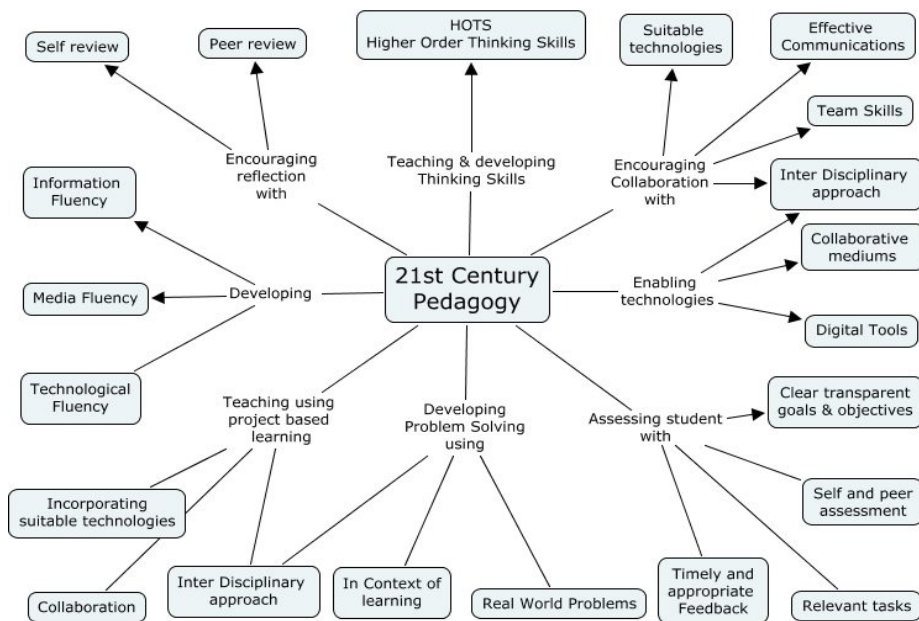 Self review
Peer review
HOTS
Higher Order Thinking Skills
Suitable
technologies
Effective
Communications
Team Skills
Encouraging
reflection
with
Teaching & developing
Thinking Skills
Encouraging
Collaboration
with
Inter Disciplinary
approach
Information
Fluency
Collaborative
mediums
21st Century
Pedagogy
Media Fluency
Developing
Enabling
technologies
Digital Tools
Technological
Fluency
Teaching using
project based
learning
Developing
Problem Solving
using
Assessing student
with
Clear transparent
goals & objectives
Incorporating
suitable technologies
Self and peer
assessment
Collaboration
Inter Disciplinary
approach
In Context of
learning
Real World Problems
Timely and
appropriate
Feedback
Relevant tasks